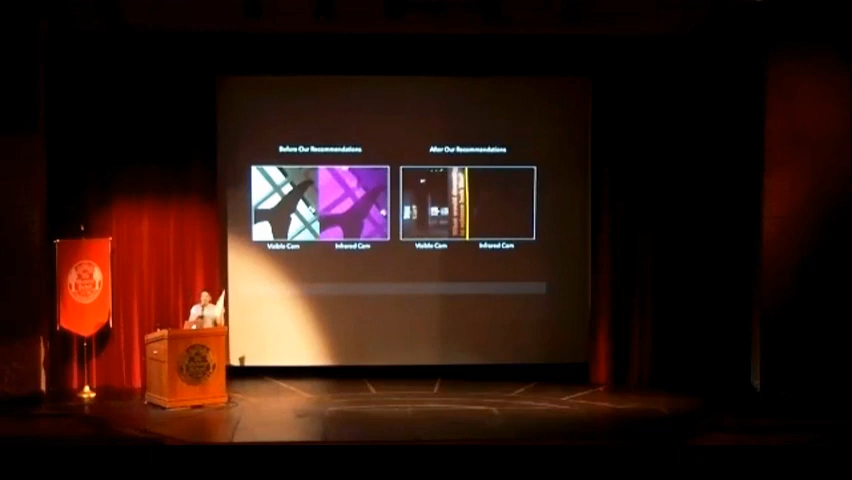 Before Our Recommendations
After Our Recommendations
Visible Cam
Infrared Cam
Visible Cam
Infrared Cam